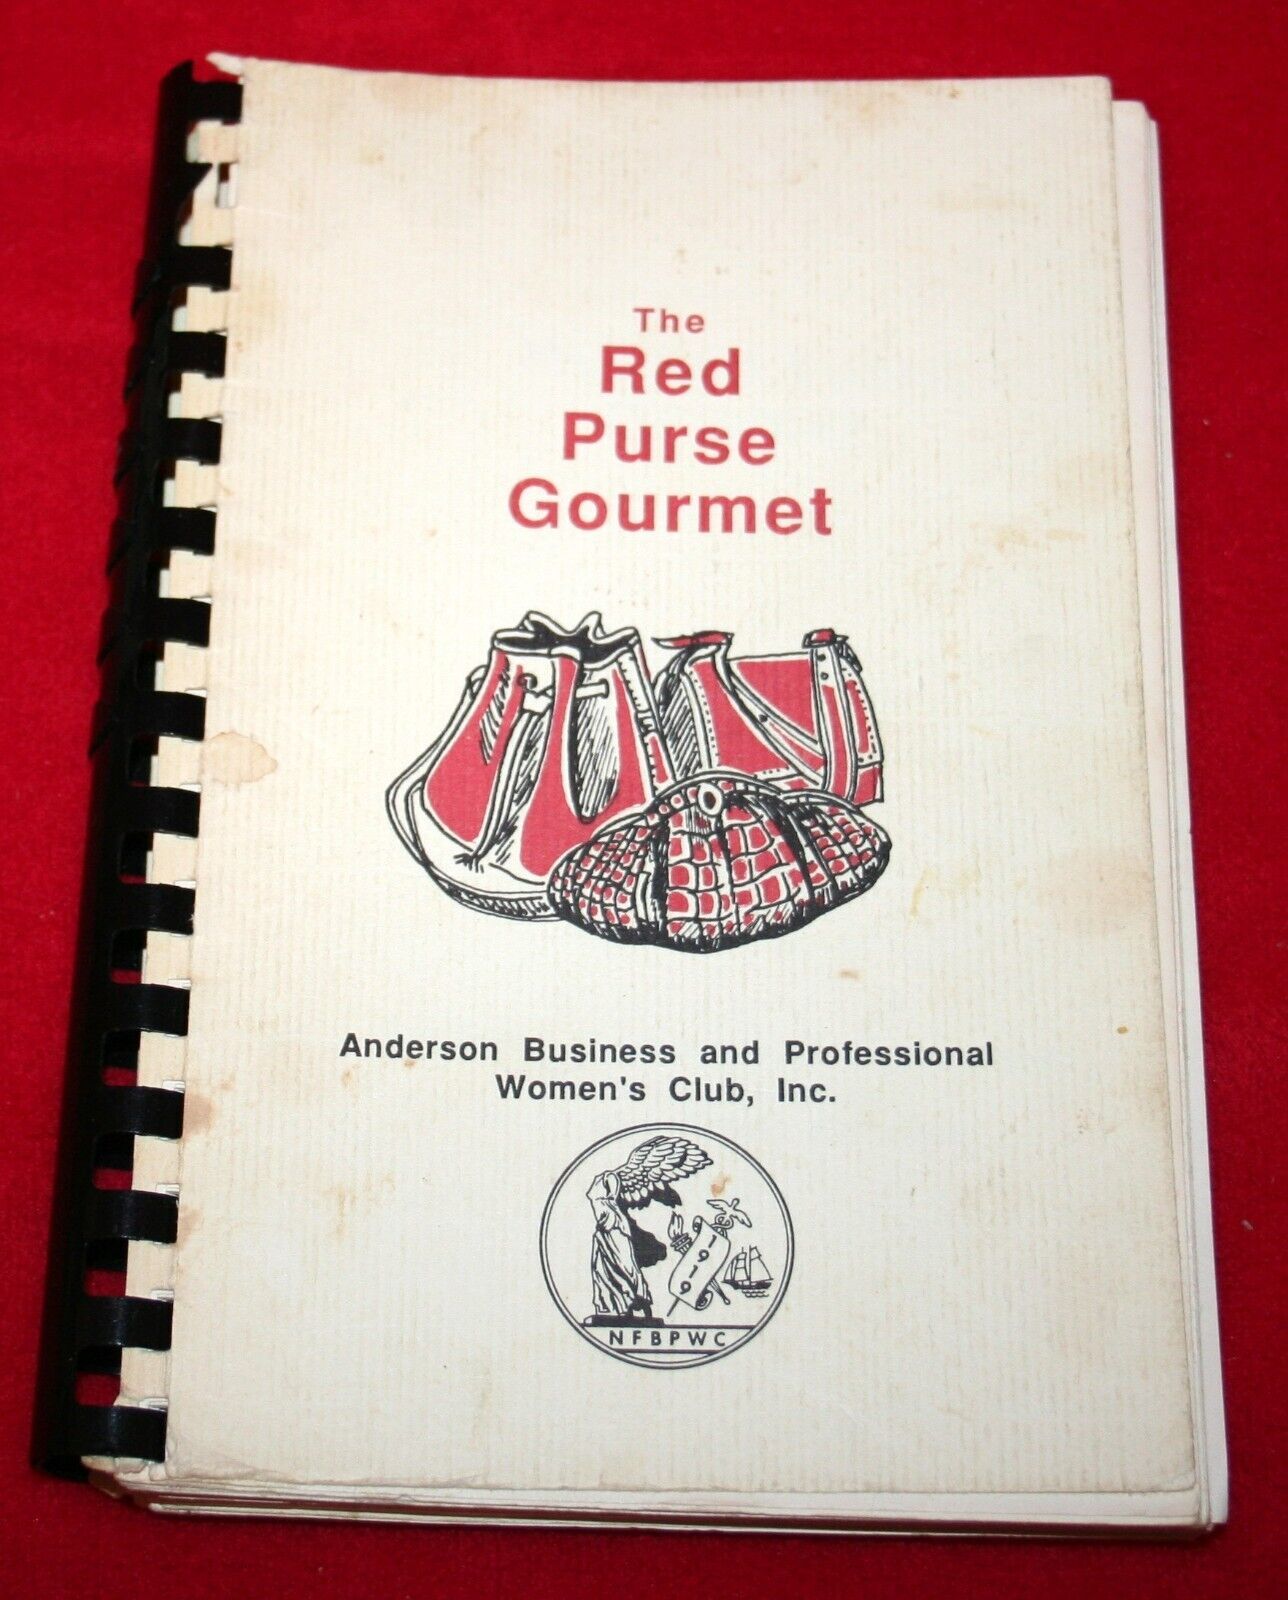 The
Red
Purse
Gourmet
Anderson Business and Professional
Women's Club, Inc.
1919
NFBPWC